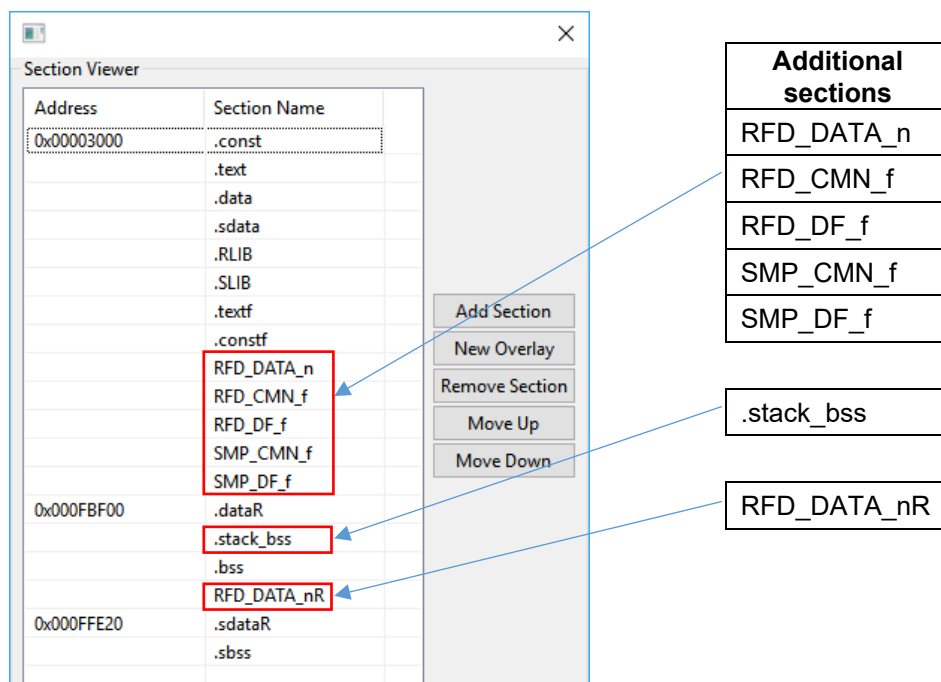 Section Viewer
Address Section Name
0x00003000 .const
.text
.data
.sdata
.RLIB
.SLIB
.textf
.constf
RFD_DATA_n
RFD_CMN_f
RFD_DF_f
SMP_CMN_f
SMP_DF_f
0x000FBF00 .dataR
.stack_bss
.bss
RFD_DATA_nR
0x000FFE20 .sdataR
.sbss
Add Section
New Overlay
Remove Section
Move Up
Move Down
Additional
sections
RFD_DATA_n
RFD_CMN_f
RFD_DF_f
SMP_CMN_f
SMP_DF_f
.stack_bss
RFD_DATA_nR